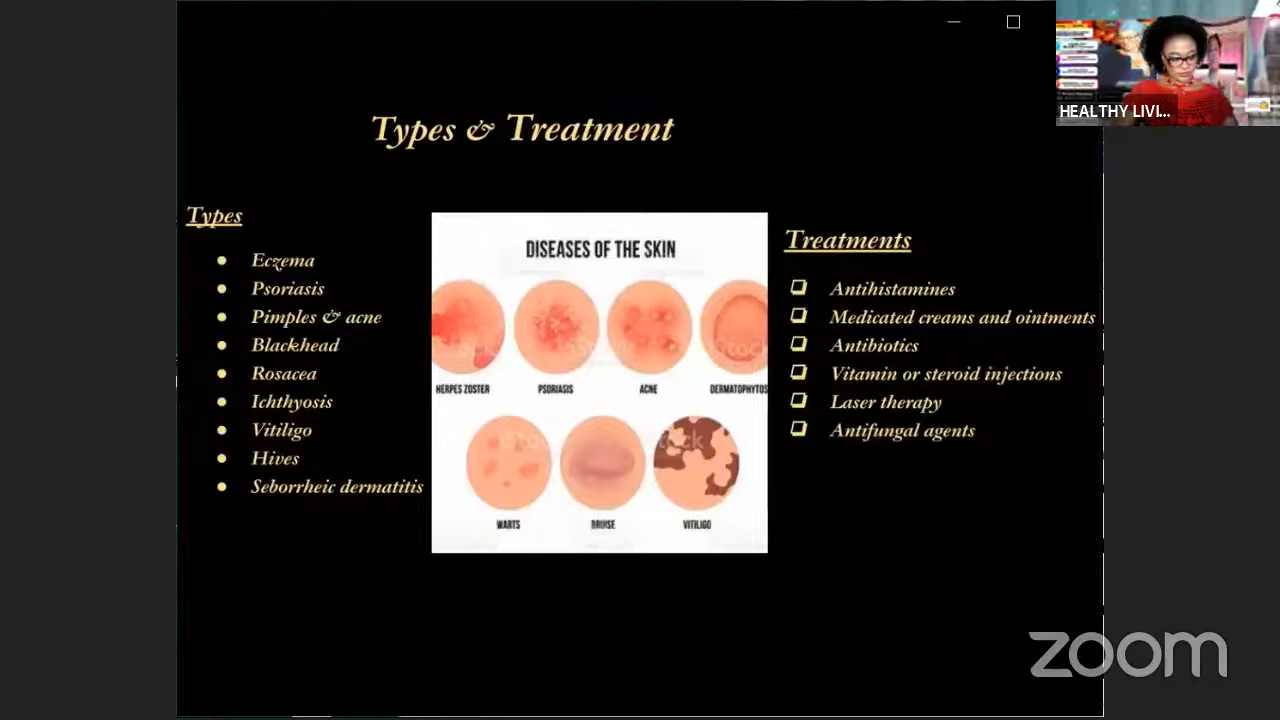 Types & Treatment
Types
Eczema
Psoriasis
Pimples & acne
Blackhead
Rosacea
Ichthyosis
Vitiligo
Hives
Seborrheic dermatitis
DISEASES OF THE SKIN
HERPES ZOSTER
PSORIASIS
ACNE
DERMATOPHYTOS
WARTS
BRUISE
VITILIGO
Treatments
Antihistamines
Medicated creams and ointments
Antibiotics
Vitamin or steroid injections
Laser therapy
Antifungal agents
HEALTHY LIVI...
zoom